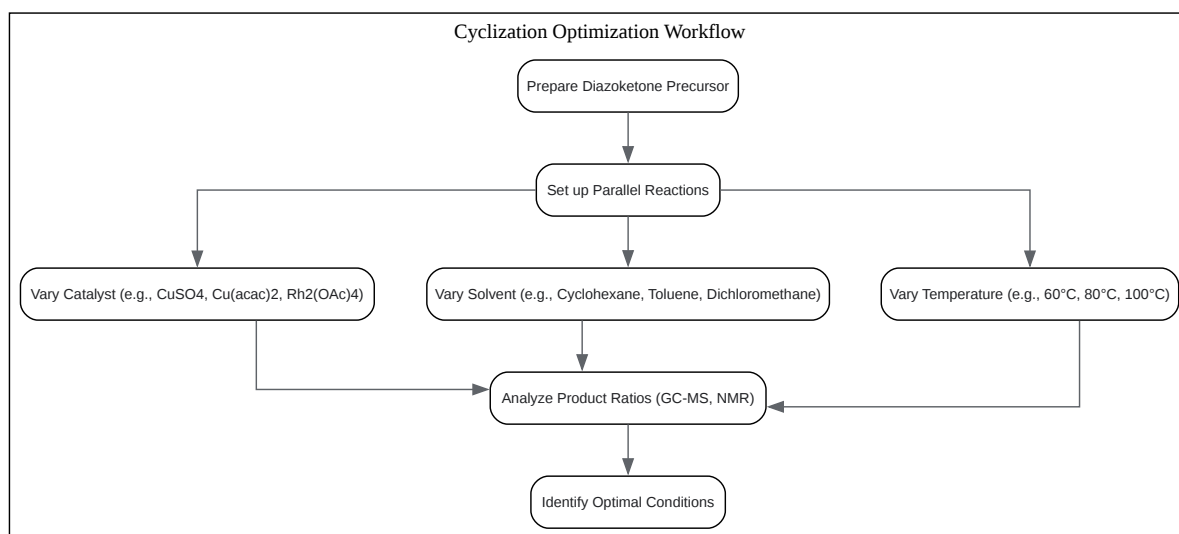 Cyclization Optimization Workflow
Prepare Diazoketone Precursor
Set up Parallel Reactions
Vary Catalyst (e.g., CuSO4, Cu(acac)2, Rh2(OAc)4)
Vary Solvent (e.g., Cyclohexane, Toluene, Dichloromethane)
Vary Temperature (e.g., 60°C, 80°C, 100°C)
Analyze Product Ratios (GC-MS, NMR)
Identify Optimal Conditions